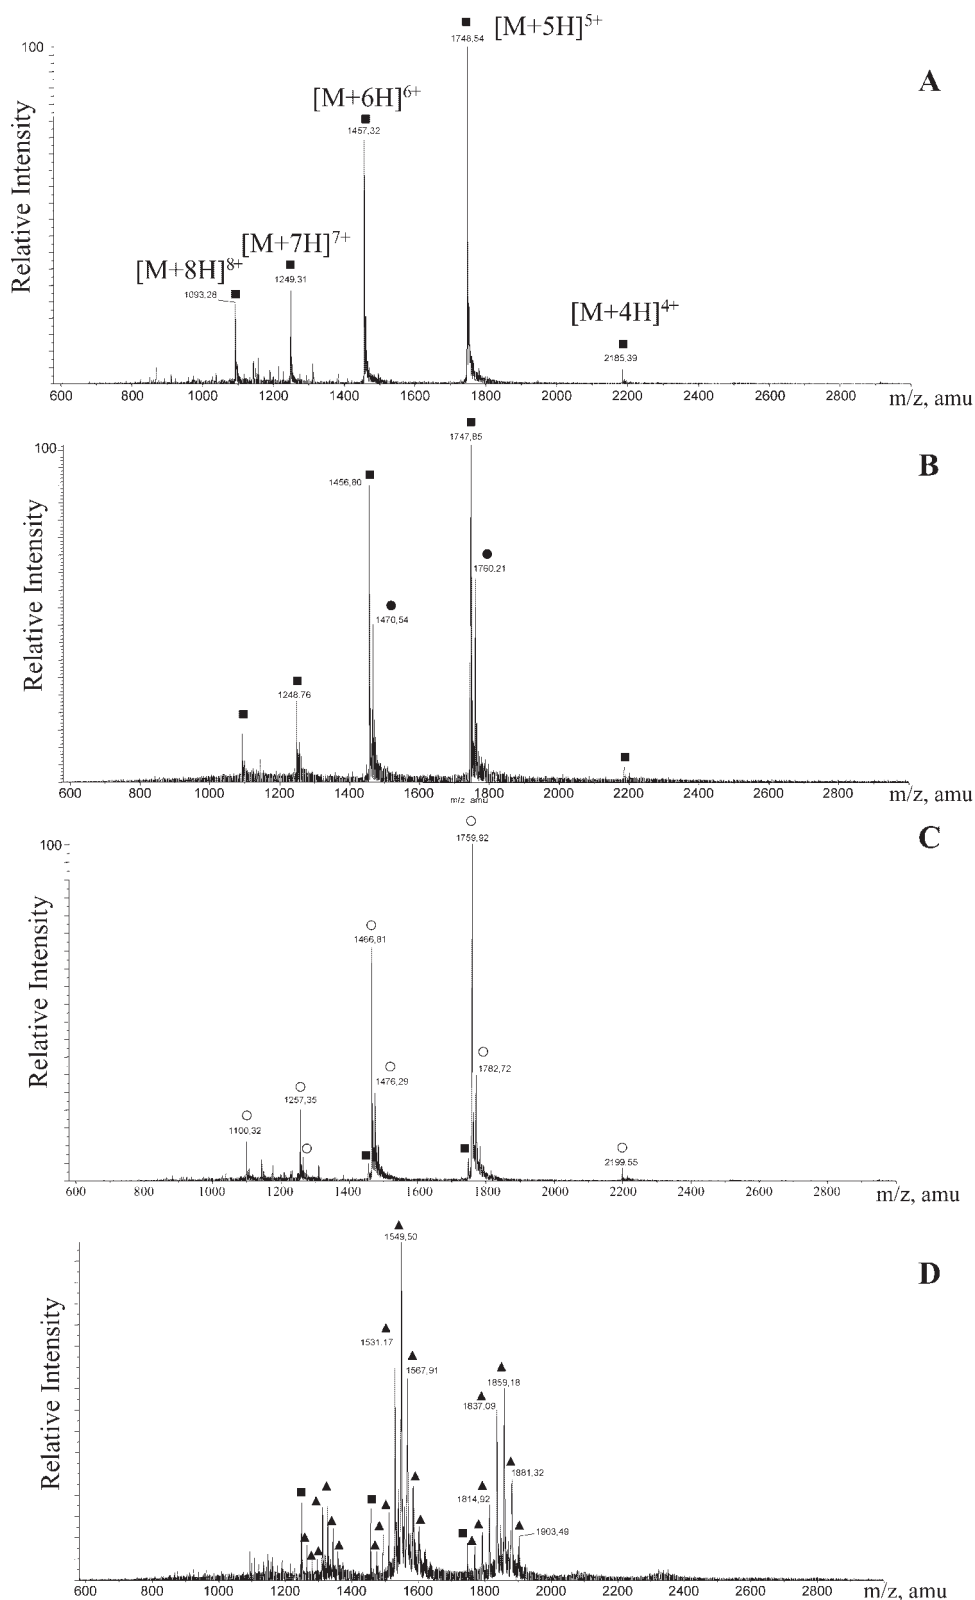 [M+5H]5+
100
1748.54
A
[M+6H]6+
1457.32
Relative Intensity
[M+7H]7+
1249.31
[M+8H]8+
1093.28
[M+4H]4+
2185.39
600 800 1000 1200 1400 1600 1800 2000 2200 2400 2600 2800
m/z, amu
100
1747,85
B
1456,80
1760.21
1470,54
Relative Intensity
1248.76
600 800 1000 1200 1400 1600 1800 2000 2200 2400 2600 2800
m/z, amu
m/z amu
C
100
1759,92
1466,81
Relative Intensity
1476,29
1782,72
1257,35
1100,32
2199.55
600 800 1000 1200 1400 1600 1800 2000 2200 2400 2600 2800
m/z, amu
1549,50
D
1531.17
1567,91
1859,18
1837,09
Relative Intensity
1881,32
1814,92
1903,49
600 800 1000 1200 1400 1600 1800 2000 2200 2400 2600 2800
m/z, amu